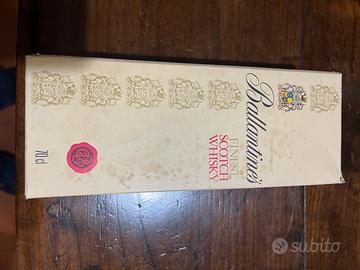 Ballantine's
FINEST
SCOTCH
WHISKY
70 cl
subito